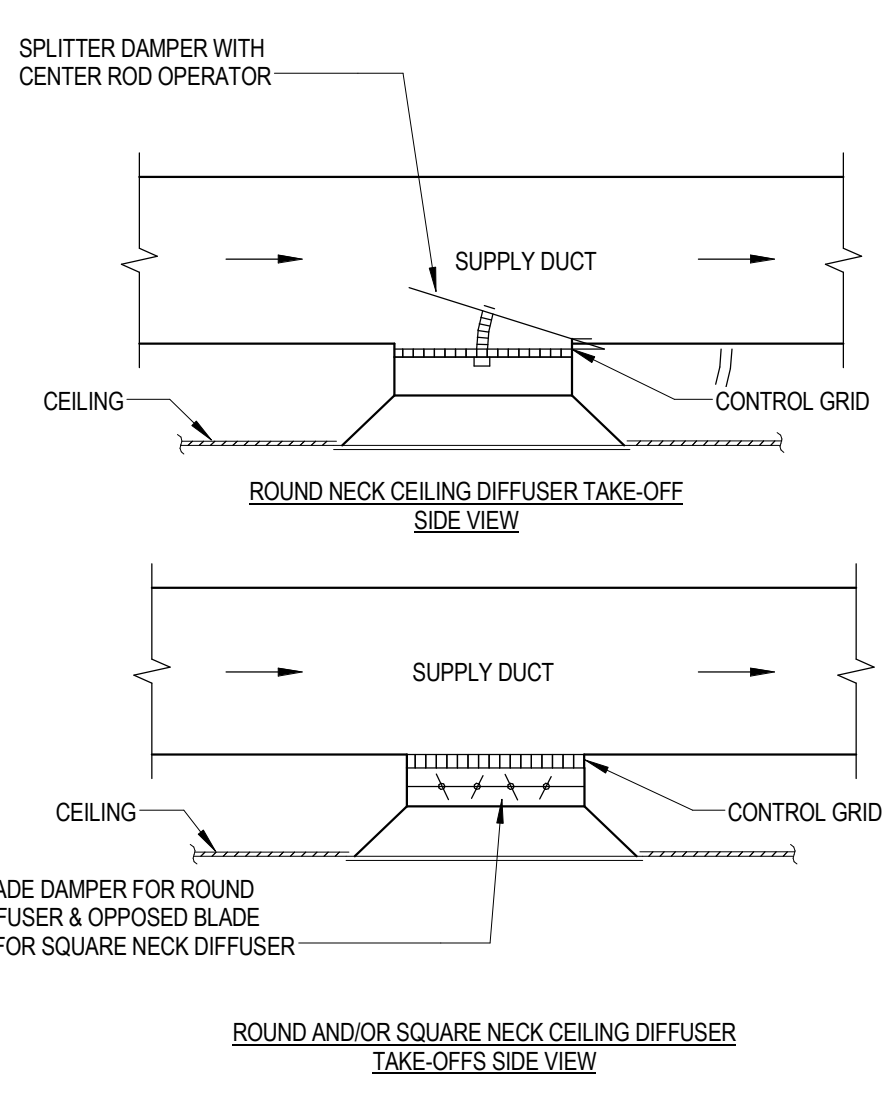 SPLITTER DAMPER WITH
CENTER ROD OPERATOR
SUPPLY DUCT
CEILING
CONTROL GRID
ROUND NECK CEILING DIFFUSER TAKE-OFF
SIDE VIEW
SUPPLY DUCT
CEILING
CONTROL GRID
DAMPER FOR ROUND
& OPPOSED BLADE
FOR SQUARE NECK DIFFUSER
ROUND AND/OR SQUARE NECK CEILING DIFFUSER
TAKE-OFFS SIDE VIEW